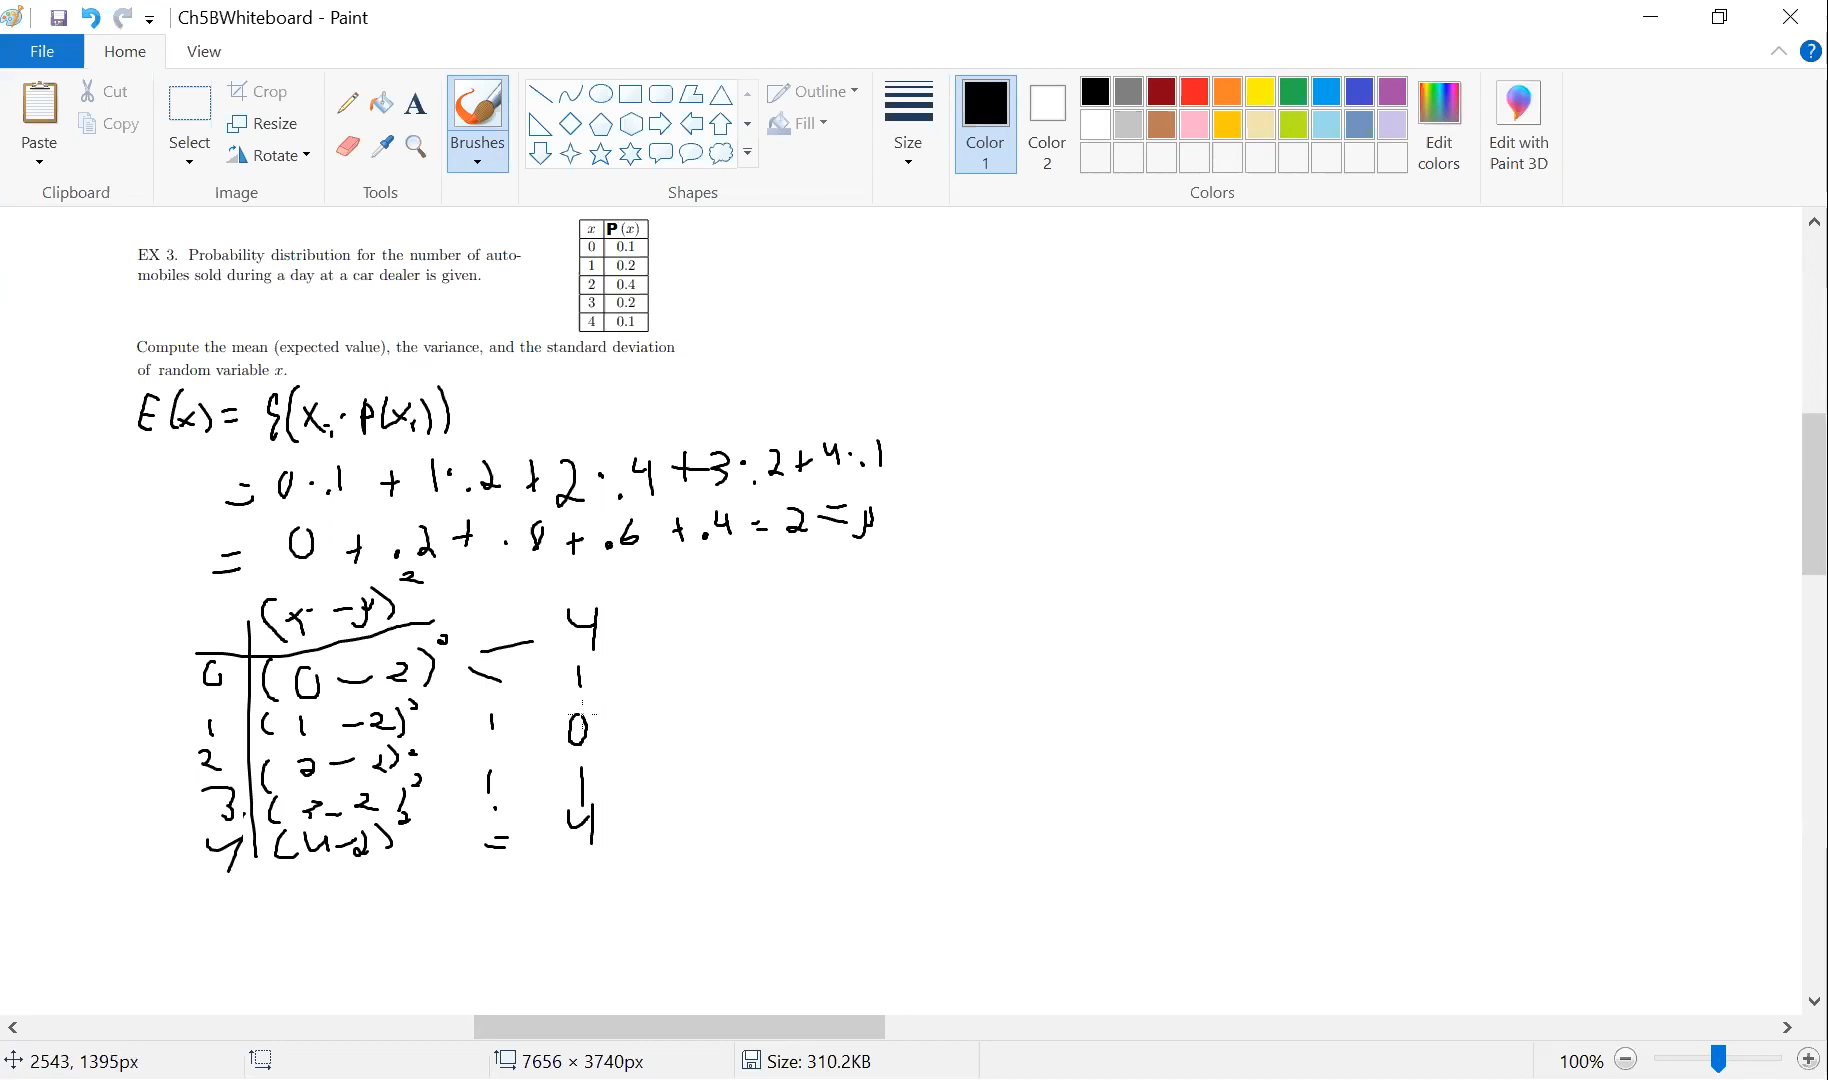 Ch5BWhiteboard - Paint
File Home View
Paste Cut Copy Clipboard
Select Crop Resize Rotate Image
Tools
Brushes
Outline Fill Shapes
Size
Color 1 Color 2 Edit colors Colors
Edit with Paint 3D
EX 3. Probability distribution for the number of auto-
mobiles sold during a day at a car dealer is given.
x P(x)
0 0.1
1 0.2
2 0.4
3 0.2
4 0.1
Compute the mean (expected value), the variance, and the standard deviation
of random variable x.
E(x) = Σ(xᵢ · P(xᵢ))
= 0·.1 + 1·.2 + 2·.4 + 3·.2 + 4·.1
= 0 + .2 + .8 + .6 + .4 = 2 = μ
(x - μ)²
0 (0 - 2)² = 4
1 (1 - 2)² 1 1
2 (2 - 2)² 0
3 (3 - 2)² 1
4 (4 - 2)² = 4
2543, 1395px 7656 × 3740px Size: 310.2KB 100%